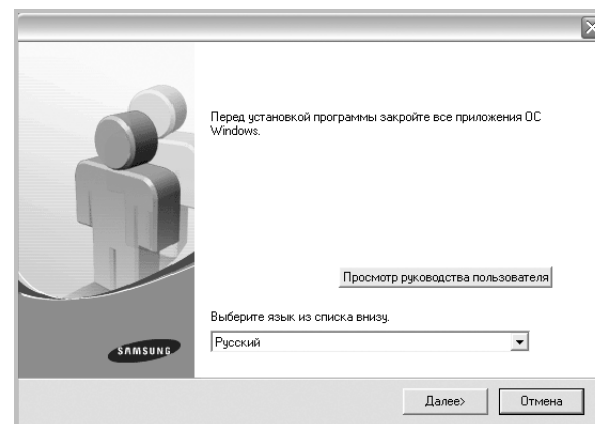 Перед установкой программы закройте все приложения ОС
Windows.
Просмотр руководства пользователя
Выберите язык из списка внизу.
Русский
SAMSUNG
Далее>
Отмена